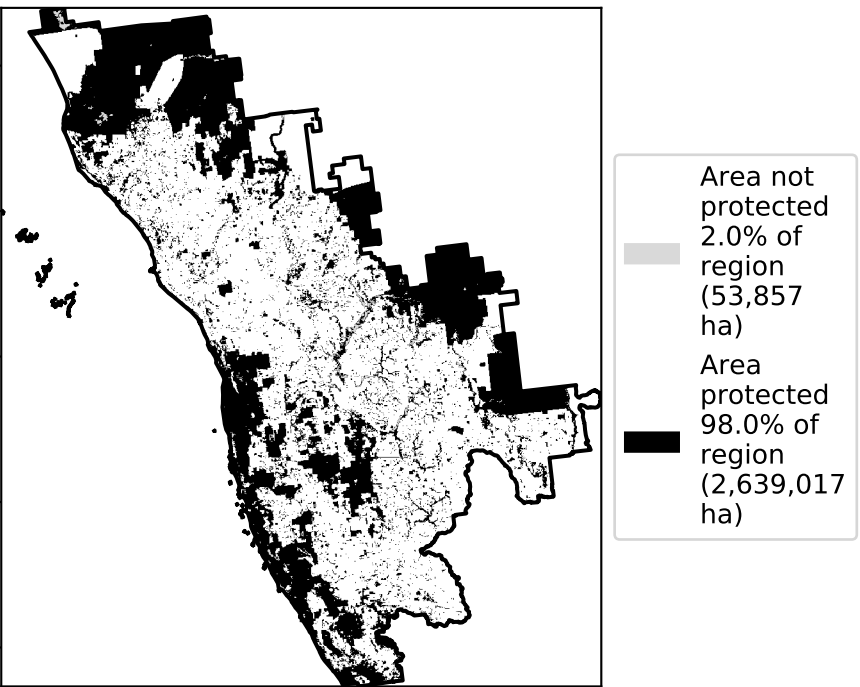 Area not
protected
2.0% of
region
(53,857
ha)
Area
protected
98.0% of
region
(2,639,017
ha)